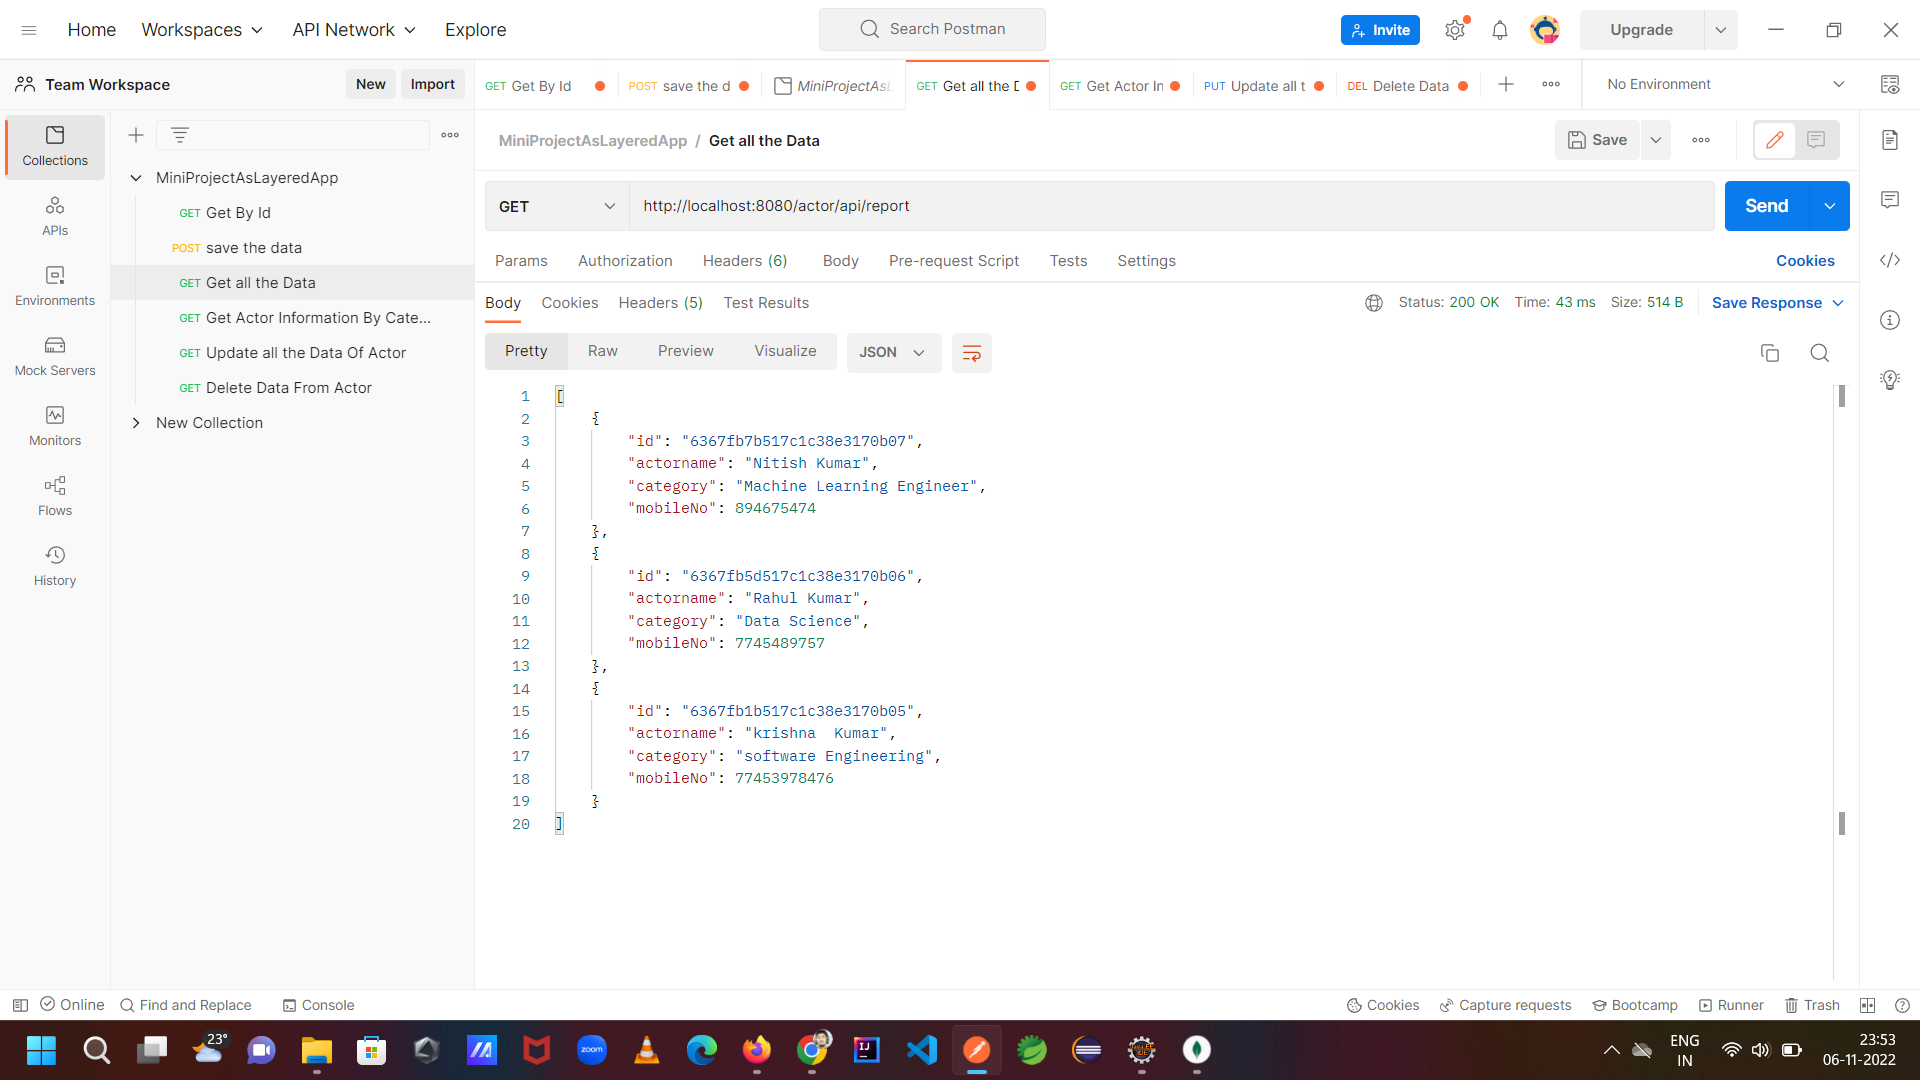 Home Workspaces API Network Explore Search Postman Invite Upgrade
Team Workspace New Import GET Get By Id POST save the d MiniProjectAsL GET Get all the D GET Get Actor In PUT Update all t DEL Delete Data No Environment
MiniProjectAsLayeredApp / Get all the Data Save
Collections
APIs
Environments
Mock Servers
Monitors
Flows
History
MiniProjectAsLayeredApp
GET Get By Id
POST save the data
GET Get all the Data
GET Get Actor Information By Cate...
GET Update all the Data Of Actor
GET Delete Data From Actor
New Collection
GET http://localhost:8080/actor/api/report Send
Params Authorization Headers (6) Body Pre-request Script Tests Settings Cookies
Body Cookies Headers (5) Test Results Status: 200 OK Time: 43 ms Size: 514 B Save Response
Pretty Raw Preview Visualize JSON
1 [
2 {
3 "id": "6367fb7b517c1c38e3170b07",
4 "actorname": "Nitish Kumar",
5 "category": "Machine Learning Engineer",
6 "mobileNo": 894675474
7 },
8 {
9 "id": "6367fb5d517c1c38e3170b06",
10 "actorname": "Rahul Kumar",
11 "category": "Data Science",
12 "mobileNo": 7745489757
13 },
14 {
15 "id": "6367fb1b517c1c38e3170b05",
16 "actorname": "krishna  Kumar",
17 "category": "software Engineering",
18 "mobileNo": 77453978476
19 }
20 ]
Online Find and Replace Console Cookies Capture requests Bootcamp Runner Trash
23° zoom IJ ENG 23:53
IN 06-11-2022